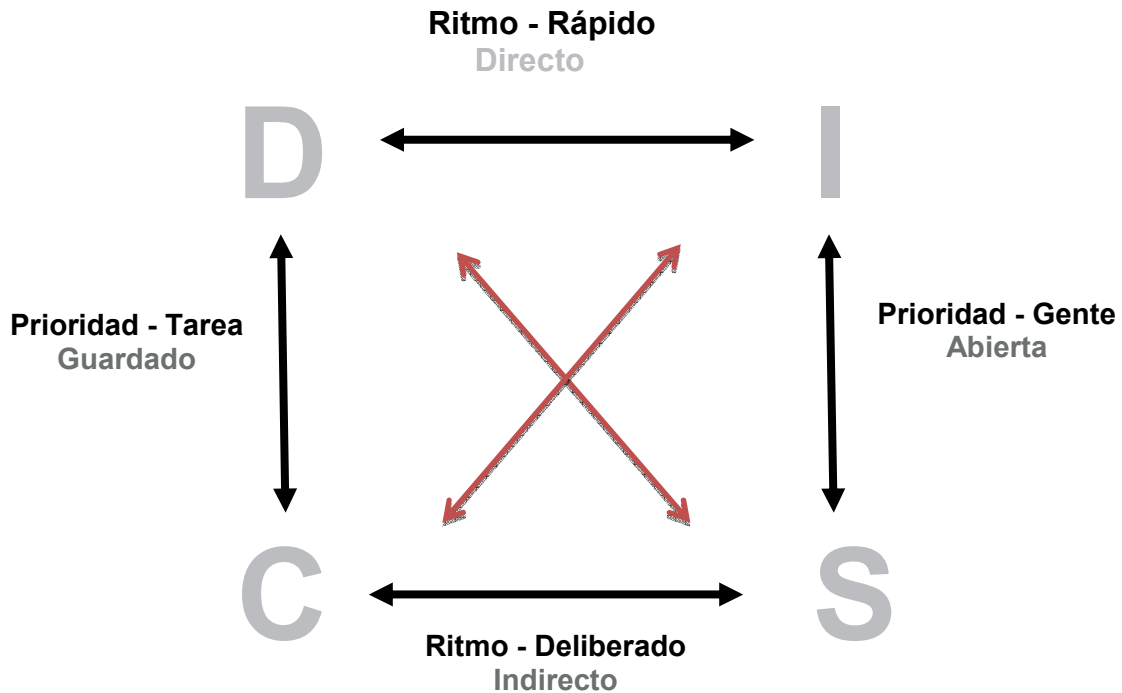 Ritmo - Rápido
Directo
D
I
Prioridad - Tarea
Guardado
Prioridad - Gente
Abierta
C
S
Ritmo - Deliberado
Indirecto